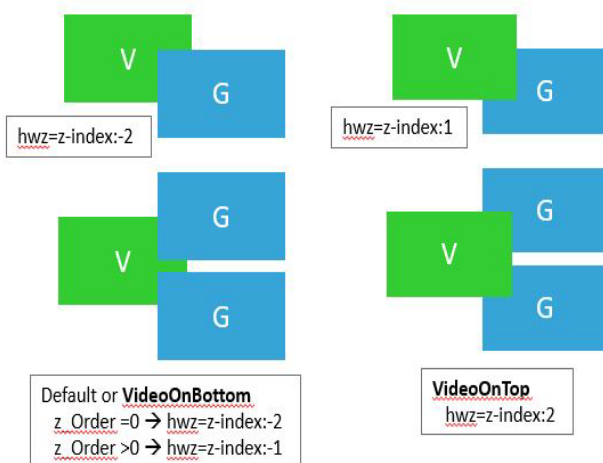 V
G
hwz=z-index:-2
V
G
hwz=z-index:1
G
V
G
Default or VideoOnBottom
z_Order =0 → hwz=z-index:-2
z_Order >0 → hwz=z-index:-1
G
V
G
VideoOnTop
hwz=z-index:2